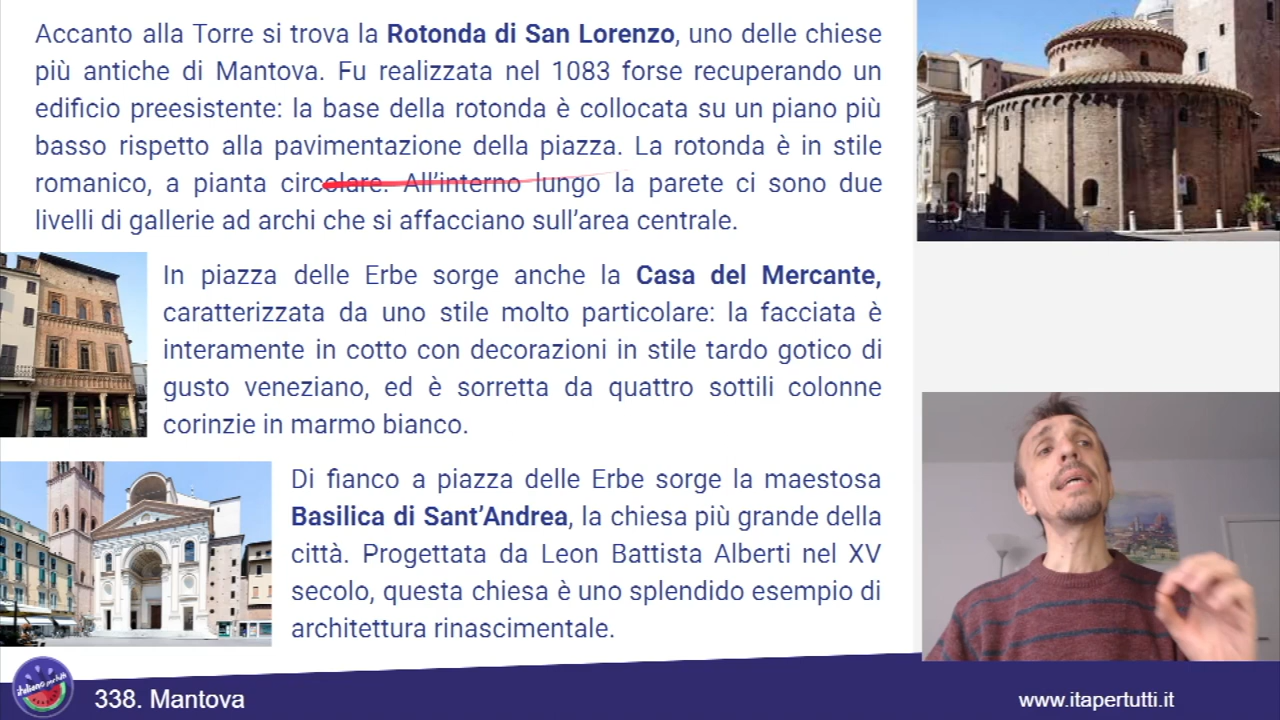 Accanto alla Torre si trova la Rotonda di San Lorenzo, uno delle chiese
più antiche di Mantova. Fu realizzata nel 1083 forse recuperando un
edificio preesistente: la base della rotonda è collocata su un piano più
basso rispetto alla pavimentazione della piazza. La rotonda è in stile
romanico, a pianta circolare. All'interno lungo la parete ci sono due
livelli di gallerie ad archi che si affacciano sull'area centrale.
In piazza delle Erbe sorge anche la Casa del Mercante,
caratterizzata da uno stile molto particolare: la facciata è
interamente in cotto con decorazioni in stile tardo gotico di
gusto veneziano, ed è sorretta da quattro sottili colonne
corinzie in marmo bianco.
Di fianco a piazza delle Erbe sorge la maestosa
Basilica di Sant'Andrea, la chiesa più grande della
città. Progettata da Leon Battista Alberti nel XV
secolo, questa chiesa è uno splendido esempio di
architettura rinascimentale.
italiano per tutti
338. Mantova
www.itapertutti.it